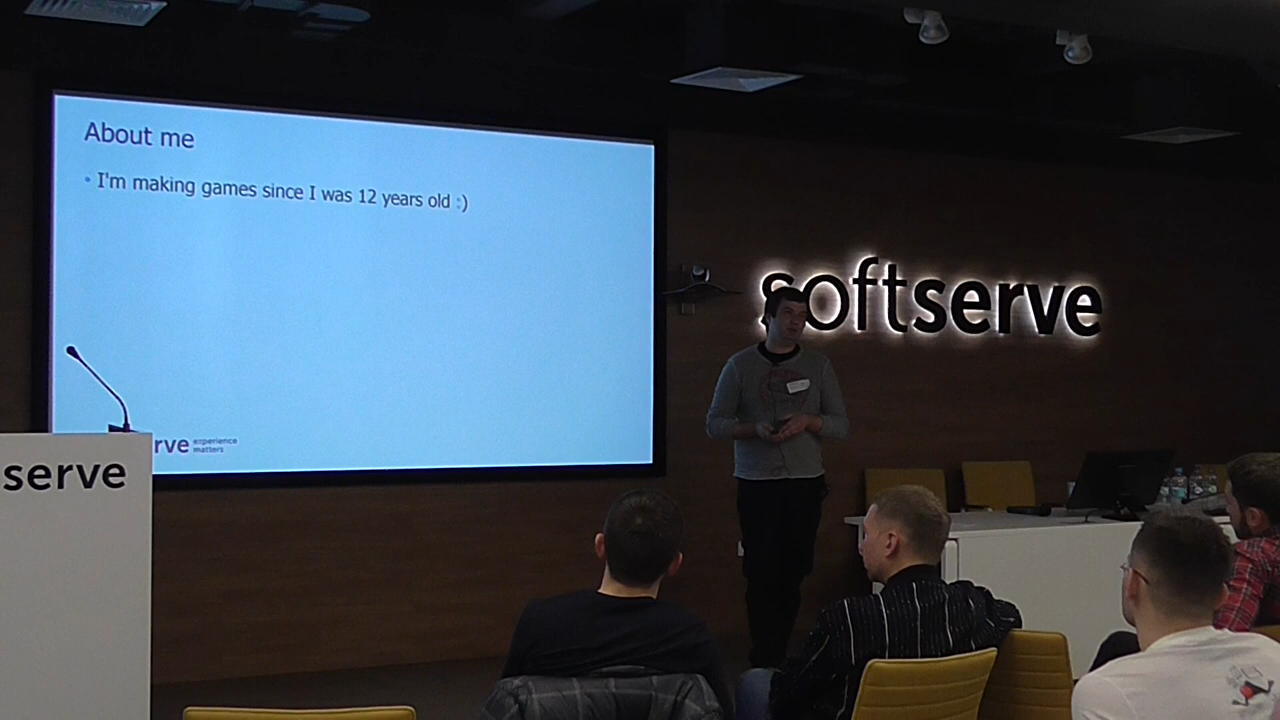 About me
• I'm making games since I was 12 years old :)
rve experience
matters
softserve
serve